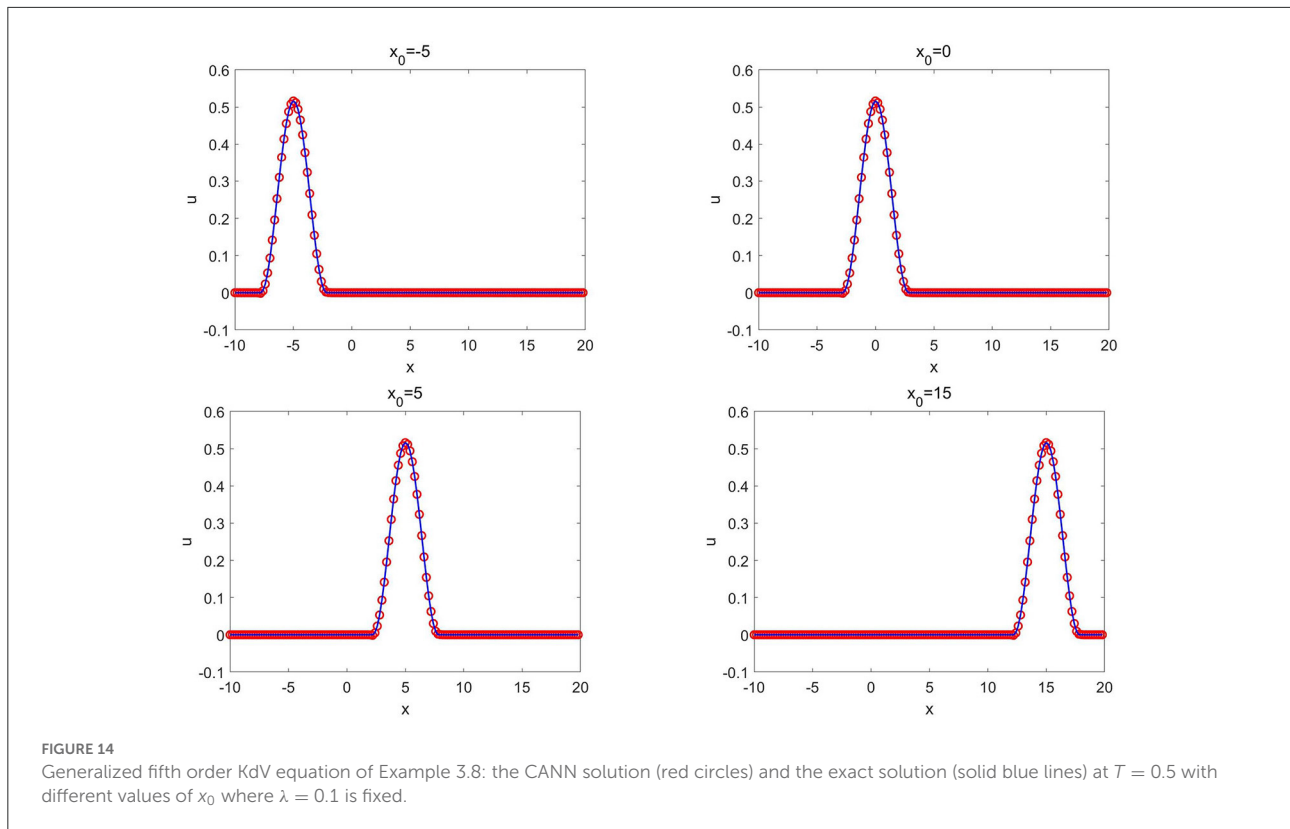 x₀=-5
0.6
0.5
0.4
0.3
0.2
0.1
0
-0.1
u
-10 -5 0 5 10 15 20
x
x₀=0
0.6
0.5
0.4
0.3
0.2
0.1
0
-0.1
u
-10 -5 0 5 10 15 20
x
x₀=5
0.6
0.5
0.4
0.3
0.2
0.1
0
-0.1
u
-10 -5 0 5 10 15 20
x
x₀=15
0.6
0.5
0.4
0.3
0.2
0.1
0
-0.1
u
-10 -5 0 5 10 15 20
x
FIGURE 14
Generalized fifth order KdV equation of Example 3.8: the CANN solution (red circles) and the exact solution (solid blue lines) at T = 0.5 with
different values of x₀ where λ = 0.1 is fixed.